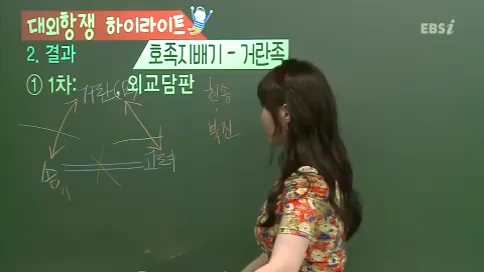 대외항쟁 하이라이트
EBSi
2. 결과 호족지배기 - 거란족
① 1차: 외교담판
거란(요) 친송
북진
송 고려